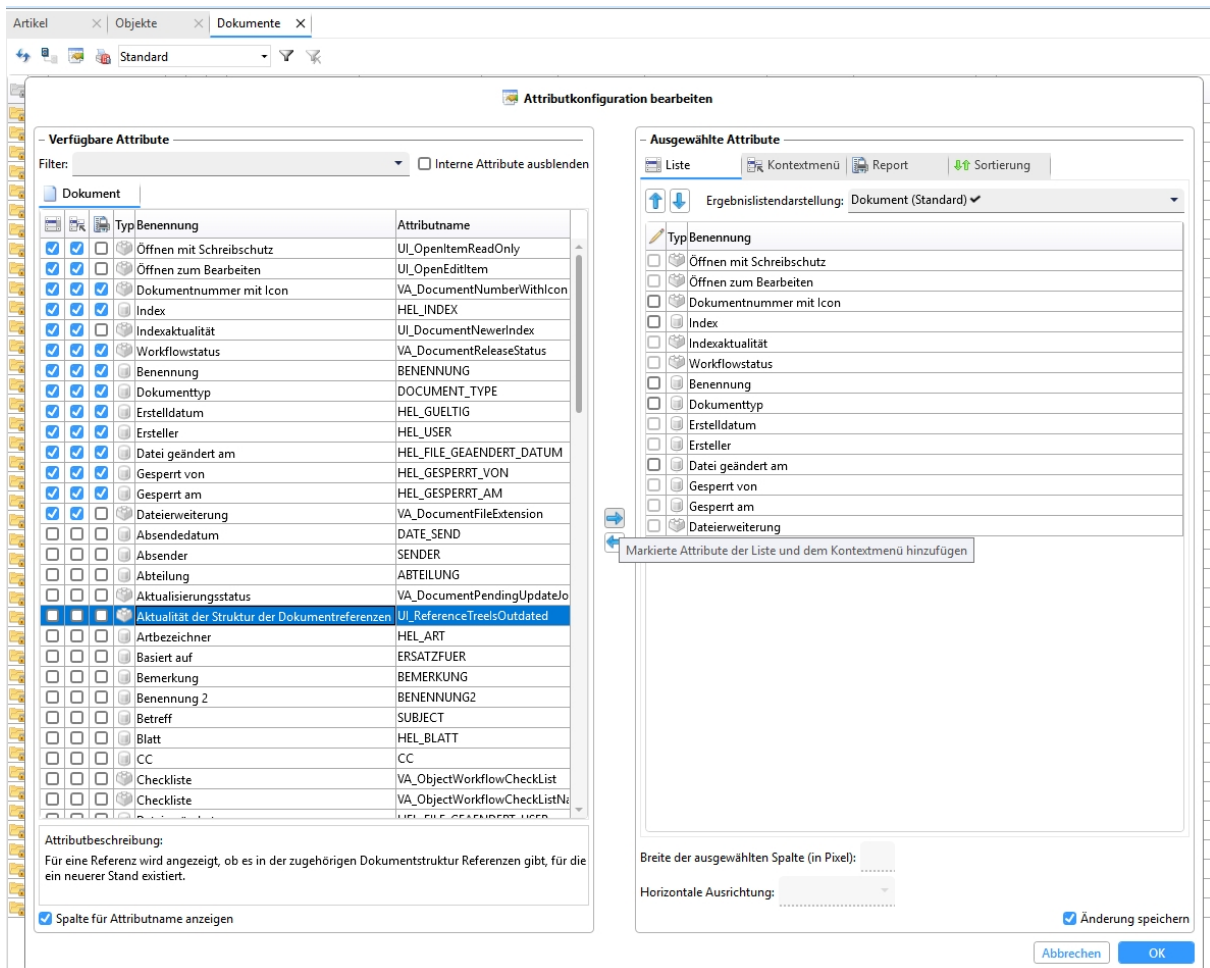 Artikel
Objekte
Dokumente
Standard
Attributkonfiguration bearbeiten
Verfügbare Attribute
Filter:
Interne Attribute ausblenden
Dokument
Typ Benennung Attributname
Öffnen mit Schreibschutz UI_OpenItemReadOnly
Öffnen zum Bearbeiten UI_OpenEditItem
Dokumentnummer mit Icon VA_DocumentNumberWithIcon
Index HEL_INDEX
Indexaktualität UI_DocumentNewerIndex
Workflowstatus VA_DocumentReleaseStatus
Benennung BENENNUNG
Dokumenttyp DOCUMENT_TYPE
Erstelldatum HEL_GUELTIG
Ersteller HEL_USER
Datei geändert am HEL_FILE_GEAENDERT_DATUM
Gesperrt von HEL_GESPERRT_VON
Gesperrt am HEL_GESPERRT_AM
Dateierweiterung VA_DocumentFileExtension
Absendedatum DATE_SEND
Absender SENDER
Abteilung ABTEILUNG
Aktualisierungsstatus VA_DocumentPendingUpdateJo
Aktualität der Struktur der Dokumentreferenzen UI_ReferenceTreeIsOutdated
Artbezeichner HEL_ART
Basiert auf ERSATZFUER
Bemerkung BEMERKUNG
Benennung 2 BENENNUNG2
Betreff SUBJECT
Blatt HEL_BLATT
CC CC
Checkliste VA_ObjectWorkflowCheckList
Checkliste VA_ObjectWorkflowCheckListNa
Attributbeschreibung:
Für eine Referenz wird angezeigt, ob es in der zugehörigen Dokumentstruktur Referenzen gibt, für die
ein neuerer Stand existiert.
Spalte für Attributname anzeigen
Markierte Attribute der Liste und dem Kontextmenü hinzufügen
Ausgewählte Attribute
Liste
Kontextmenü
Report
Sortierung
Ergebnislistendarstellung: Dokument (Standard) ✔
Typ Benennung
Öffnen mit Schreibschutz
Öffnen zum Bearbeiten
Dokumentnummer mit Icon
Index
Indexaktualität
Workflowstatus
Benennung
Dokumenttyp
Erstelldatum
Ersteller
Datei geändert am
Gesperrt von
Gesperrt am
Dateierweiterung
Breite der ausgewählten Spalte (in Pixel):
Horizontale Ausrichtung:
Änderung speichern
Abbrechen
OK